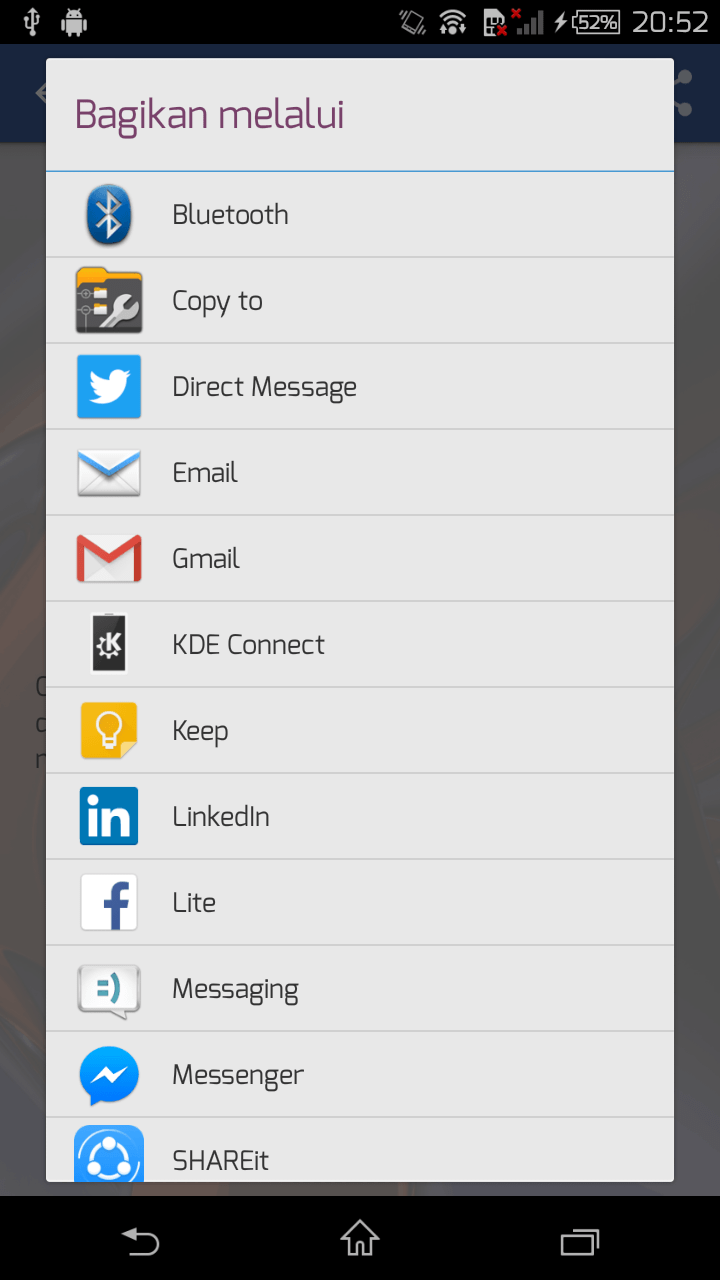 52%
20:52
Bagikan melalui
Bluetooth
Copy to
Direct Message
Email
Gmail
KDE Connect
Keep
in
LinkedIn
Lite
Messaging
Messenger
SHAREit